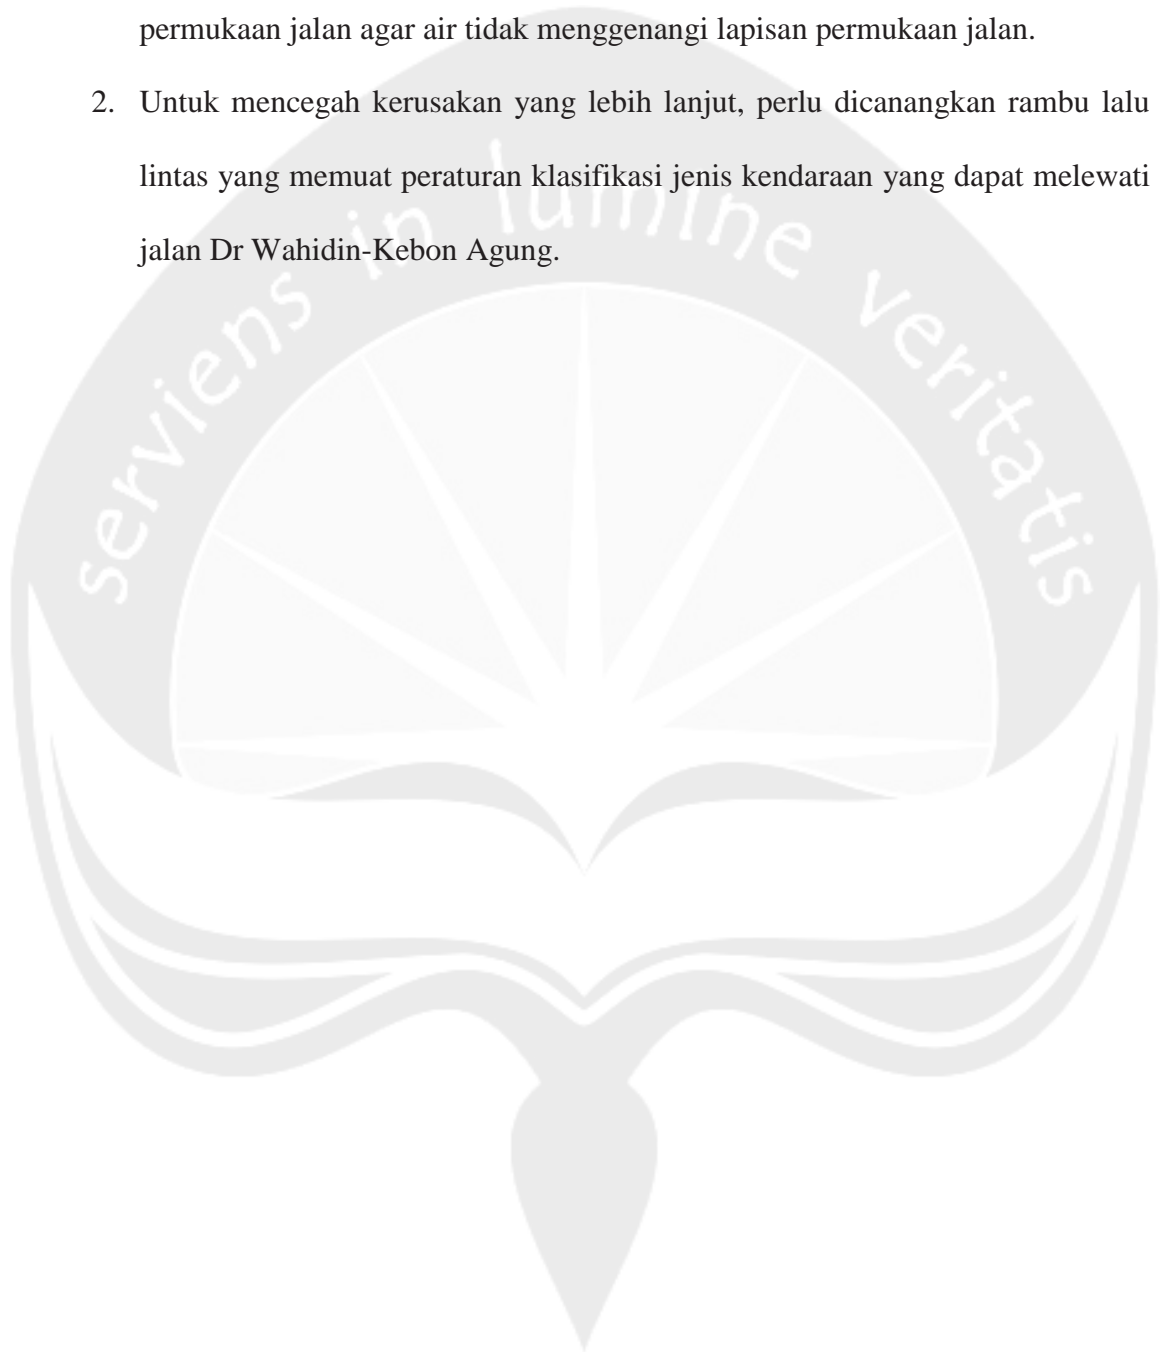 permukaan jalan agar air tidak menggenangi lapisan permukaan jalan.
2. Untuk mencegah kerusakan yang lebih lanjut, perlu dicanangkan rambu lalu
lintas yang memuat peraturan klasifikasi jenis kendaraan yang dapat melewati
jalan Dr Wahidin-Kebon Agung.
serviens in lumine veritatis